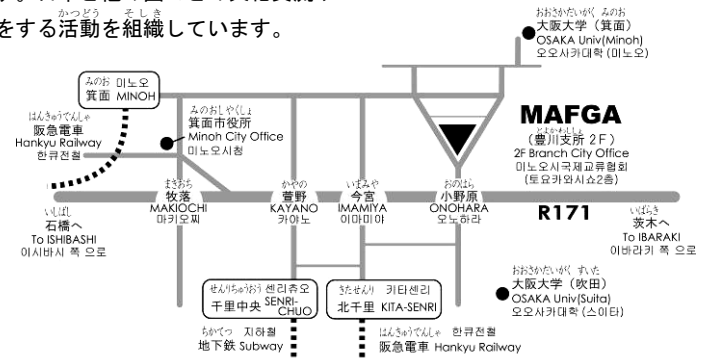 をする活動を組織しています。
かつどう そしき
おおさかだいがく みのお
大阪大学（箕面）
OSAKA Univ(Minoh)
오오사카대학 (미노오)
みのお 미노오
箕面 MINOH
はんきゅうでんしゃ
阪急電車
Hankyu Railway
한큐전철
みのおしやくしょ
箕面市役所
Minoh City Office
미노오시청
MAFGA
とよかわししょ
（豊川支所２F）
2F Branch City Office
미노오시국제교류협회
(토요카와시쇼2층)
まきおち
牧落
MAKIOCHI
마키오찌
かやの
萱野
KAYANO
카야노
いまみや
今宮
IMAMIYA
이마미야
おのはら
小野原
ONOHARA
오노하라
R171
いしばし
石橋へ
To ISHIBASHI
이시바시 쪽 으로
いばらき
茨木へ
To IBARAKI
이바라키 쪽 으로
せんりちゅうおう 센리츄오
千里中央 SENRI-CHUO
きたせんり 키타센리
北千里 KITA-SENRI
おおさかだいがく すいた
大阪大学（吹田）
OSAKA Univ(Suita)
오오사카대학 (스이타)
ちかてつ 지하철
地下鉄 Subway
はんきゅうでんしゃ 한큐전철
阪急電車 Hankyu Railway